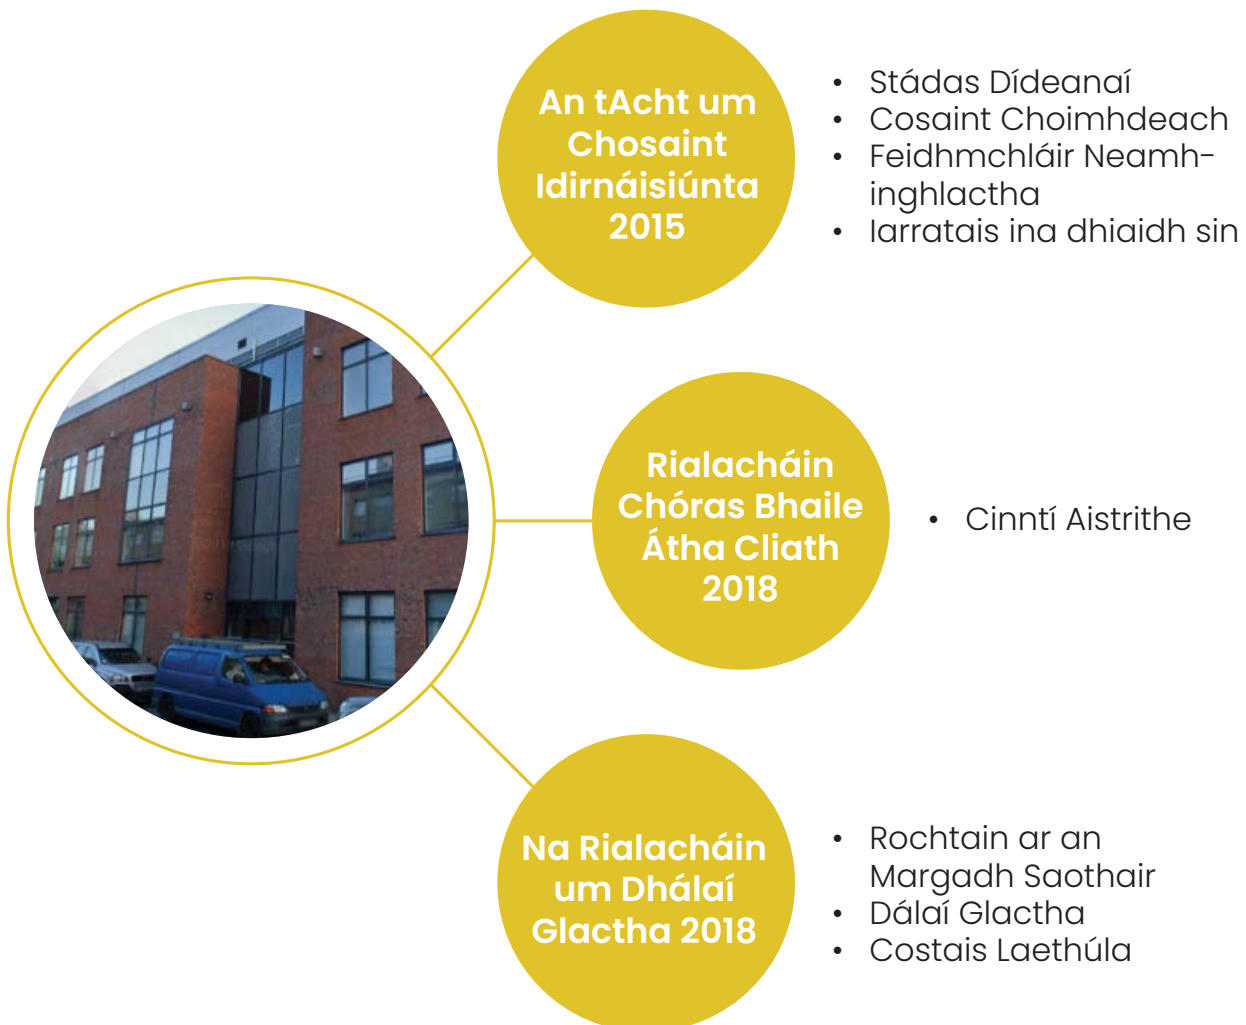 An tAcht um
Chosaint
Idirnáisiúnta
2015
• Stádas Dídeanaí
• Cosaint Choimhdeach
• Feidhmchláir Neamh-
inghlactha
• Iarratais ina dhiaidh sin
Rialacháin
Chóras Bhaile
Átha Cliath
2018
• Cinntí Aistrithe
Na Rialacháin
um Dhálaí
Glactha 2018
• Rochtain ar an
Margadh Saothair
• Dálaí Glactha
• Costais Laethúla